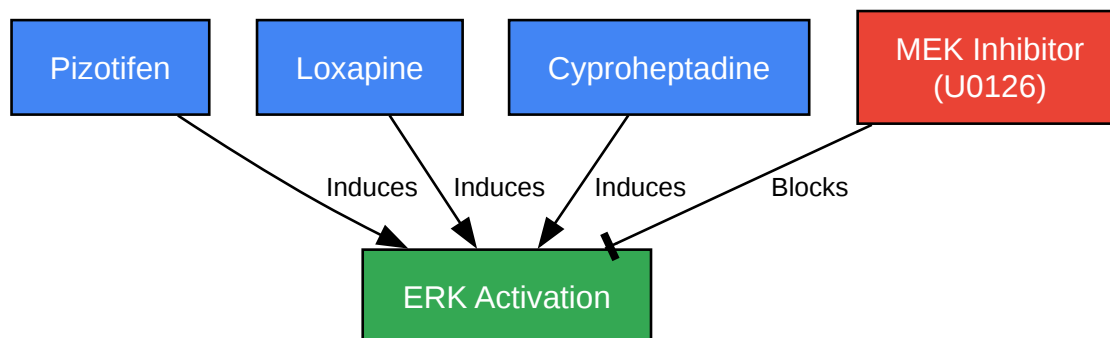 Pizotifen
Loxapine
Cyproheptadine
MEK Inhibitor
(U0126)
Induces
Induces
Induces
Blocks
ERK Activation